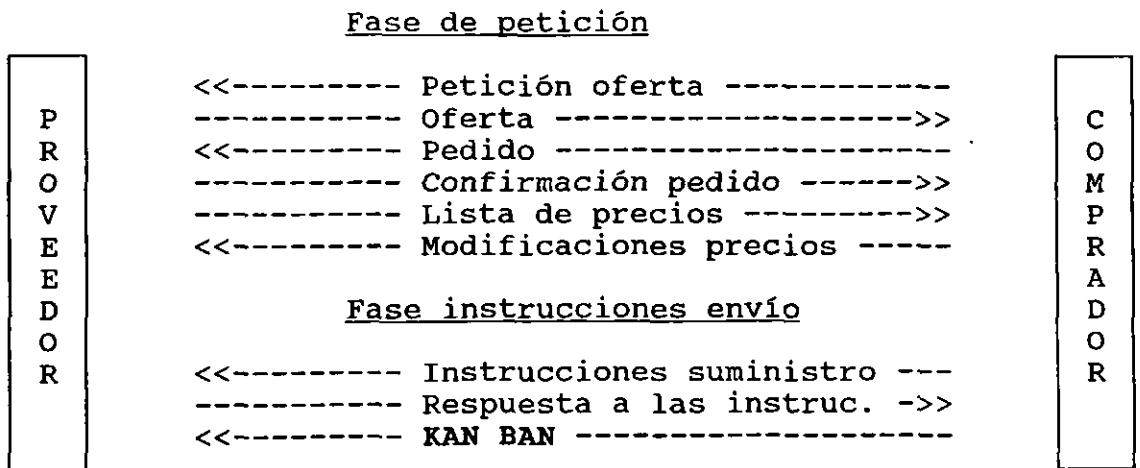 Fase de petición
<<--------- Petición oferta ------------
----------- Oferta ------------------->>
<<--------- Pedido ---------------------
----------- Confirmación pedido ------>>
----------- Lista de precios --------->>
<<--------- Modificaciones precios -----
Fase instrucciones envío
<<--------- Instrucciones suministro ---
----------- Respuesta a las instruc. ->>
<<--------- KAN BAN --------------------
PROVEEDOR
COMPRADOR